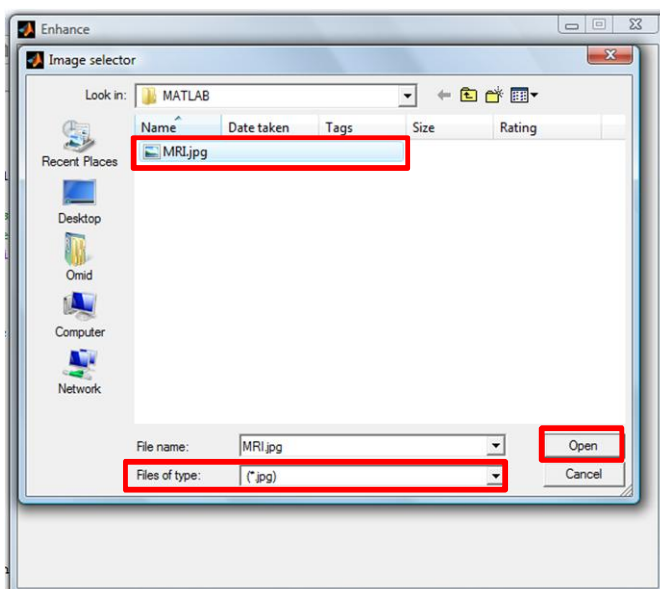 Enhance
Image selector
Look in: MATLAB
Name Date taken Tags Size Rating
MRI.jpg
Recent Places
Desktop
Omid
Computer
Network
File name: MRI.jpg Open
Files of type: (*.jpg) Cancel